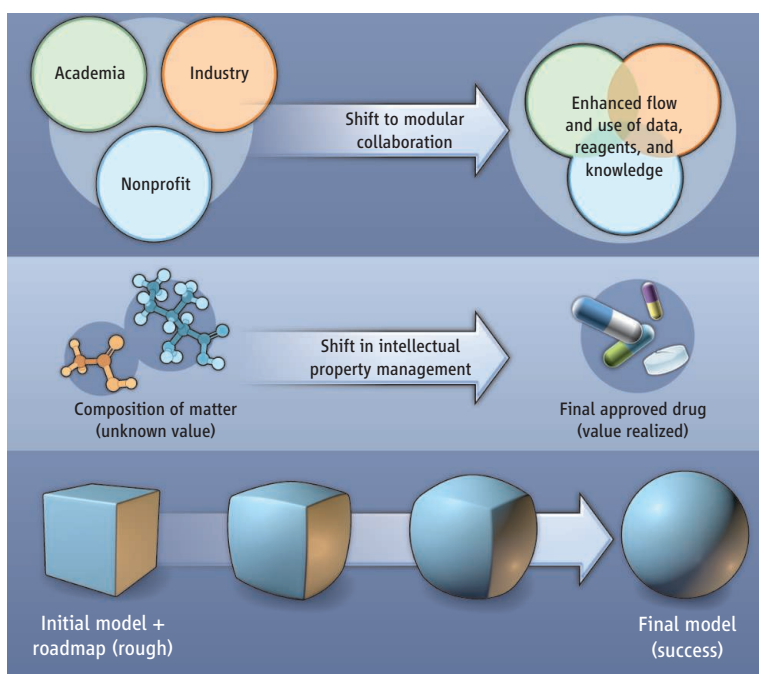 Academia
Industry
Nonprofit
Shift to modular
collaboration
Enhanced flow
and use of data,
reagents, and
knowledge
Shift in intellectual
property management
Composition of matter
(unknown value)
Final approved drug
(value realized)
Initial model +
roadmap (rough)
Final model
(success)